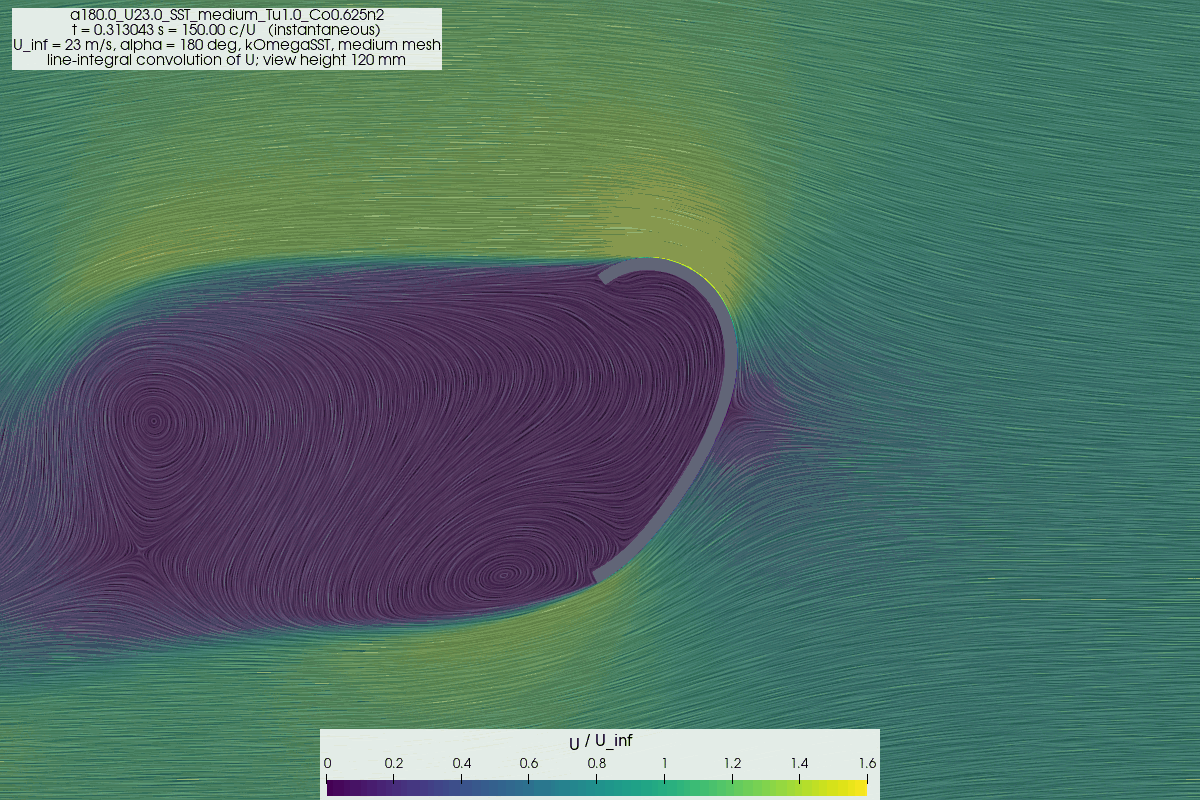 a180.0_U23.0_SST_medium_Tu1.0_Co0.625n2
t = 0.313043 s = 150.00 c/U (instantaneous)
U_inf = 23 m/s, alpha = 180 deg, kOmegaSST, medium mesh
line-integral convolution of U; view height 120 mm
U / U_inf
0 0.2 0.4 0.6 0.8 1 1.2 1.4 1.6